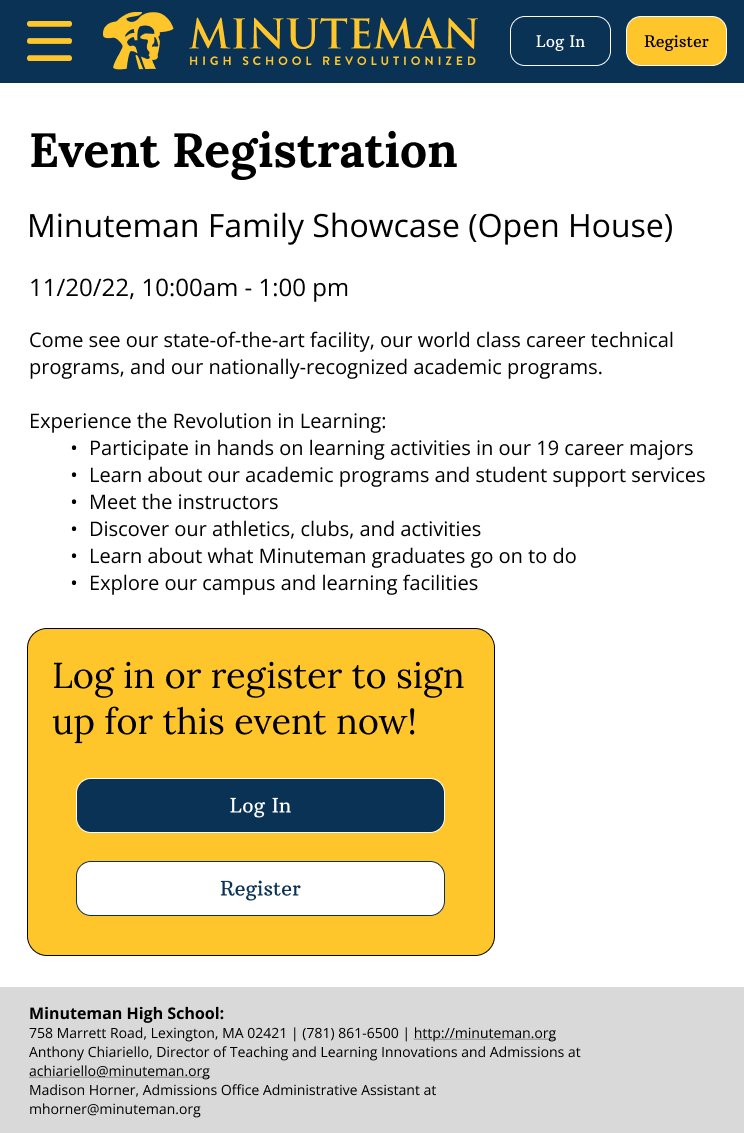 MINUTEMAN
HIGH SCHOOL REVOLUTIONIZED
Log In
Register
Event Registration
Minuteman Family Showcase (Open House)
11/20/22, 10:00am - 1:00 pm
Come see our state-of-the-art facility, our world class career technical
programs, and our nationally-recognized academic programs.
Experience the Revolution in Learning:
• Participate in hands on learning activities in our 19 career majors
• Learn about our academic programs and student support services
• Meet the instructors
• Discover our athletics, clubs, and activities
• Learn about what Minuteman graduates go on to do
• Explore our campus and learning facilities
Log in or register to sign
up for this event now!
Log In
Register
Minuteman High School:
758 Marrett Road, Lexington, MA 02421 | (781) 861-6500 | http://minuteman.org
Anthony Chiariello, Director of Teaching and Learning Innovations and Admissions at
achiariello@minuteman.org
Madison Horner, Admissions Office Administrative Assistant at
mhorner@minuteman.org